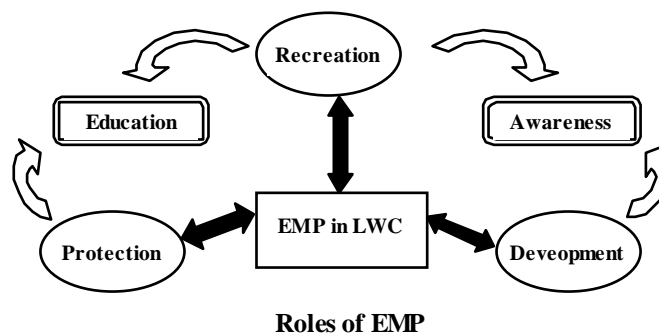 Recreation
Education
Awareness
EMP in LWC
Protection
Deveopment
Roles of EMP